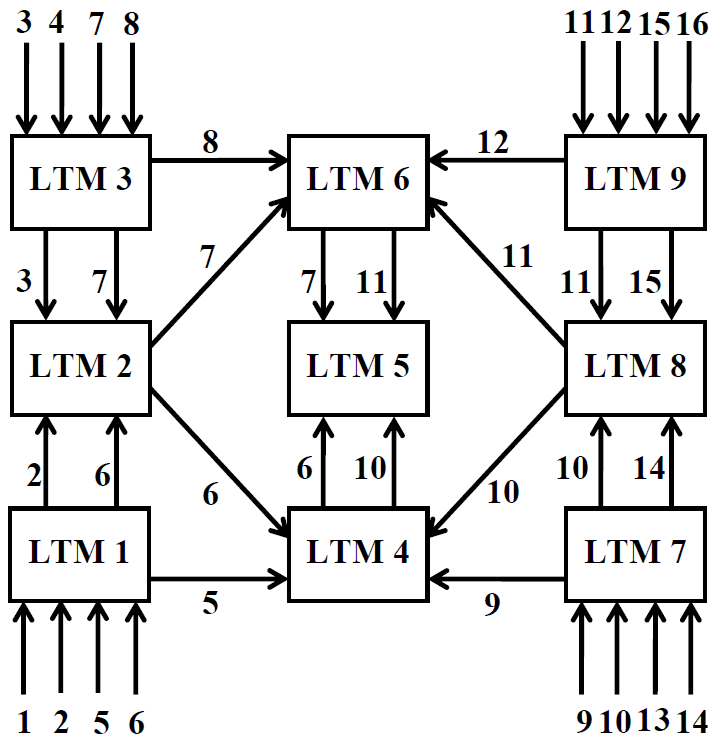 3 4 7 8 11 12 15 16
8 12
LTM 3 LTM 6 LTM 9
7 11
3 7 7 11 11 15
LTM 2 LTM 5 LTM 8
2 6 6 10 10 14
6 10
LTM 1 LTM 4 LTM 7
5 9
1 2 5 6 9 10 13 14